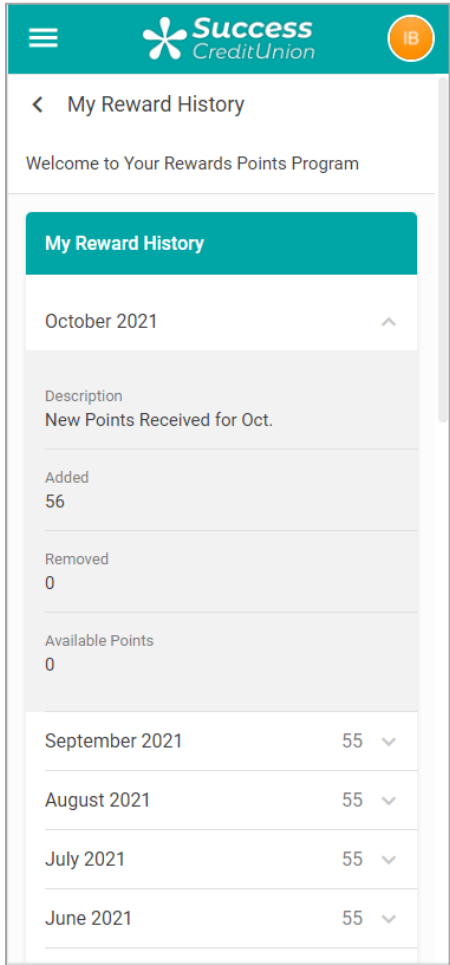 Success
CreditUnion
IB
My Reward History
Welcome to Your Rewards Points Program
My Reward History
October 2021
Description
New Points Received for Oct.
Added
56
Removed
0
Available Points
0
September 2021 55
August 2021 55
July 2021 55
June 2021 55